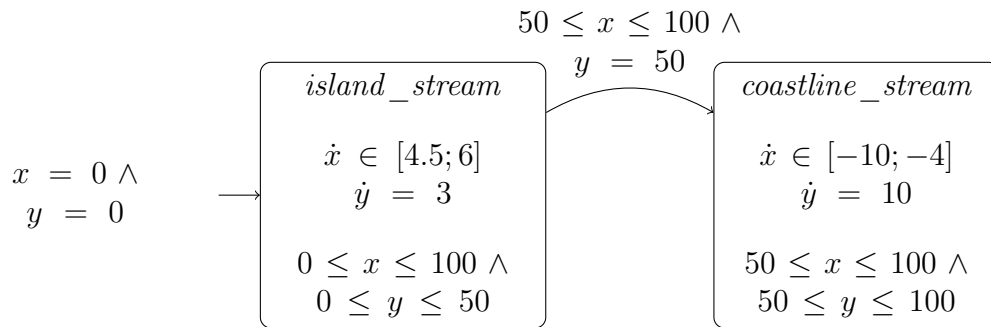 50 ≤ x ≤ 100 ∧
y = 50
x = 0 ∧
y = 0
island_stream
ẋ ∈ [4.5; 6]
ẏ = 3
0 ≤ x ≤ 100 ∧
0 ≤ y ≤ 50
coastline_stream
ẋ ∈ [−10; −4]
ẏ = 10
50 ≤ x ≤ 100 ∧
50 ≤ y ≤ 100